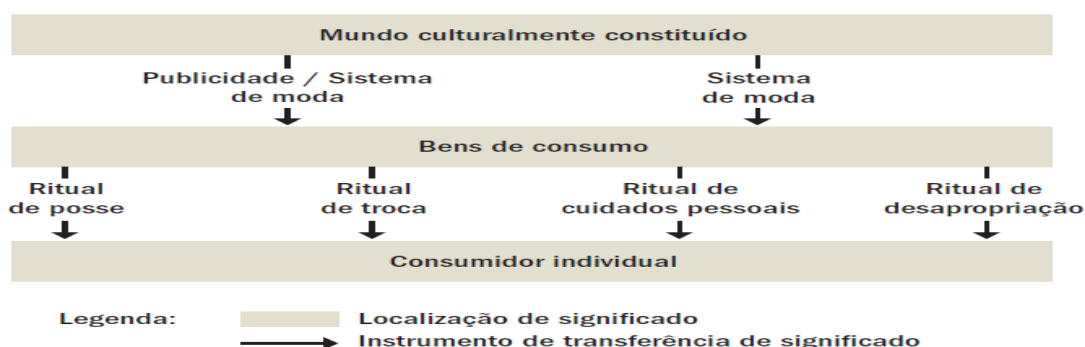 Mundo culturalmente constituído
Publicidade / Sistema
de moda
Sistema
de moda
Bens de consumo
Ritual
de posse
Ritual
de troca
Ritual de
cuidados pessoais
Ritual de
desapropriação
Consumidor individual
Legenda:
Localização de significado
Instrumento de transferência de significado